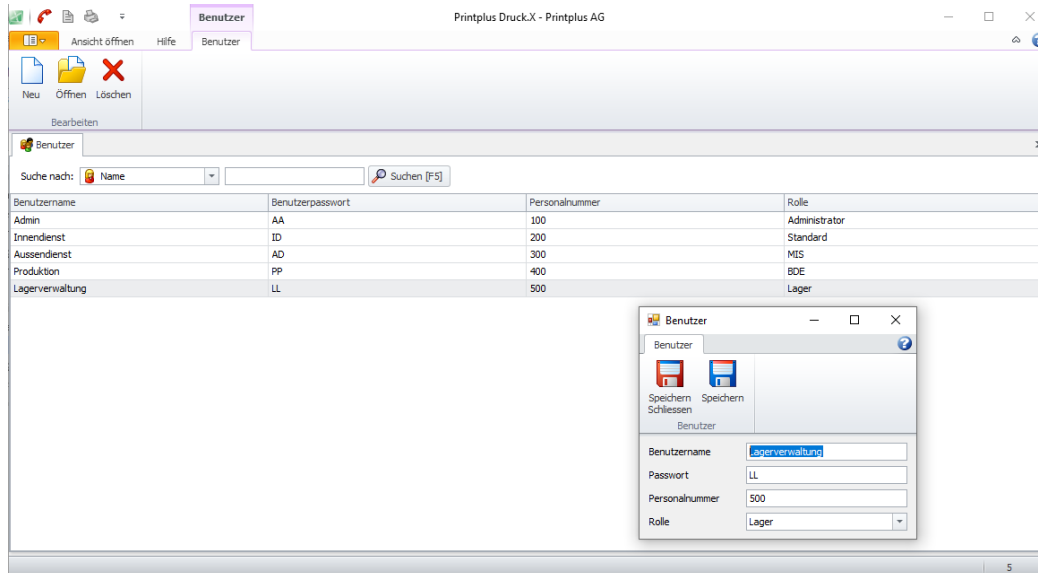 Benutzer
Printplus Druck.X - Printplus AG
Ansicht öffnen Hilfe Benutzer
Neu Öffnen Löschen
Bearbeiten
Benutzer
Suche nach: Name Suchen [F5]
Benutzername Benutzerpasswort Personalnummer Rolle
Admin AA 100 Administrator
Innendienst ID 200 Standard
Aussendienst AD 300 MIS
Produktion PP 400 BDE
Lagerverwaltung LL 500 Lager
Benutzer
Benutzer
Speichern Schliessen
Speichern
Benutzer
Benutzername Lagerverwaltung
Passwort LL
Personalnummer 500
Rolle Lager
5